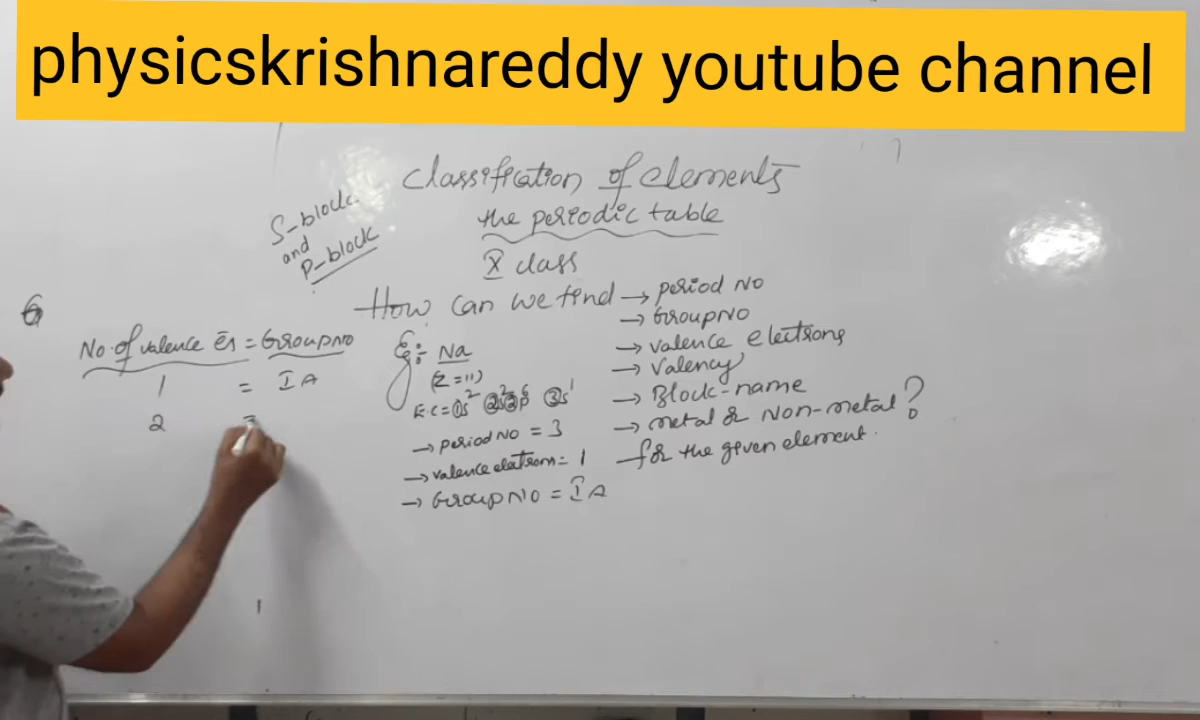 physicskrishnareddy youtube channel
Classification of elements
the periodic table
X class
S-block
and
P-block
How can we find → period NO
→ Group NO
→ valence electrons
→ Valency
→ Block-name
→ metal or Non-metal?
for the given element.
No. of valence ēs = Group NO
1 = I A
2 =
Eg:- Na
(Z = 11)
E.C = 1s² 2s² 2p⁶ 3s¹
→ period NO = 3
→ valence electrons = 1
→ Group NO = I A